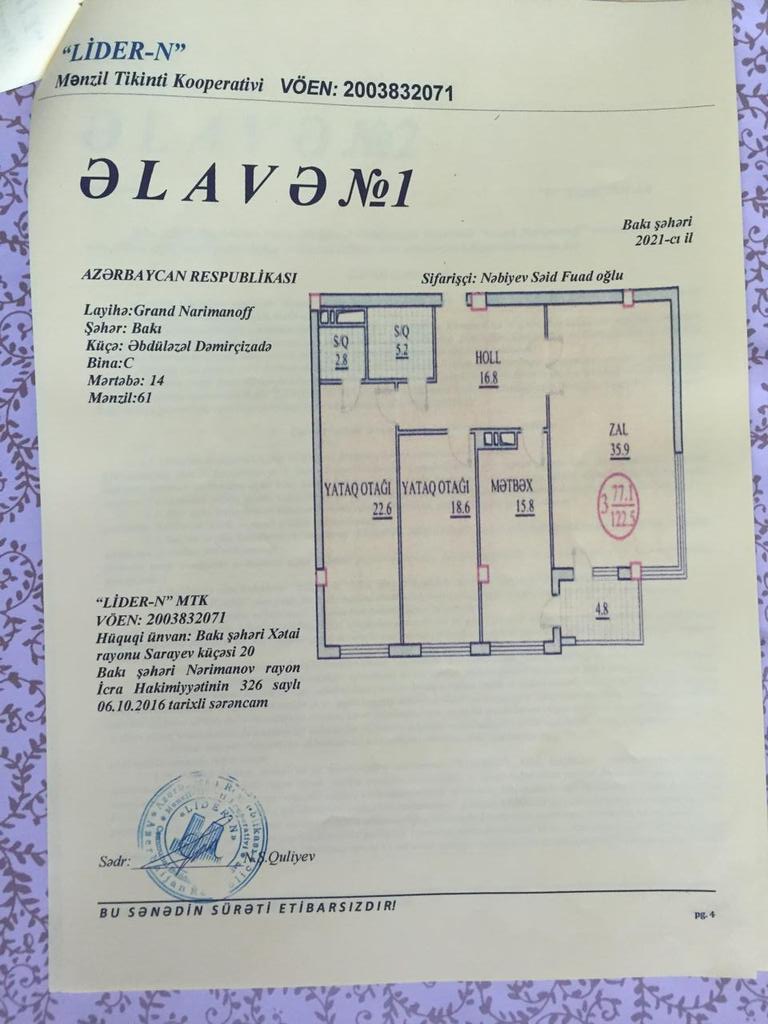 “LİDER-N”
Mənzil Tikinti Kooperativi VÖEN: 2003832071
ƏLAVƏ №1
Bakı şəhəri
2021-ci il
AZƏRBAYCAN RESPUBLİKASI
Sifarişçi: Nəbiyev Səid Fuad oğlu
Layihə:Grand Narimanoff
Şəhər: Bakı
Küçə: Əbdüləzəl Dəmirçizadə
Bina:C
Mərtəbə: 14
Mənzil:61
S/Q
2.8
S/Q
5.2
HOLL
16.8
ZAL
35.9
3 77.1
122.5
YATAQ OTAĞI
22.6
YATAQ OTAĞI
18.6
MƏTBƏX
15.8
4.8
“LİDER-N” MTK
VÖEN: 2003832071
Hüquqi ünvan: Bakı şəhəri Xətai
rayonu Sarayev küçəsi 20
Bakı şəhəri Nərimanov rayon
İcra Hakimiyyətinin 326 saylı
06.10.2016 tarixli sərəncam
«LİDER-N»
Sədr: N.Ş.Quliyev
BU SƏNƏDİN SÜRƏTİ ETİBARSIZDIR!
pg. 4